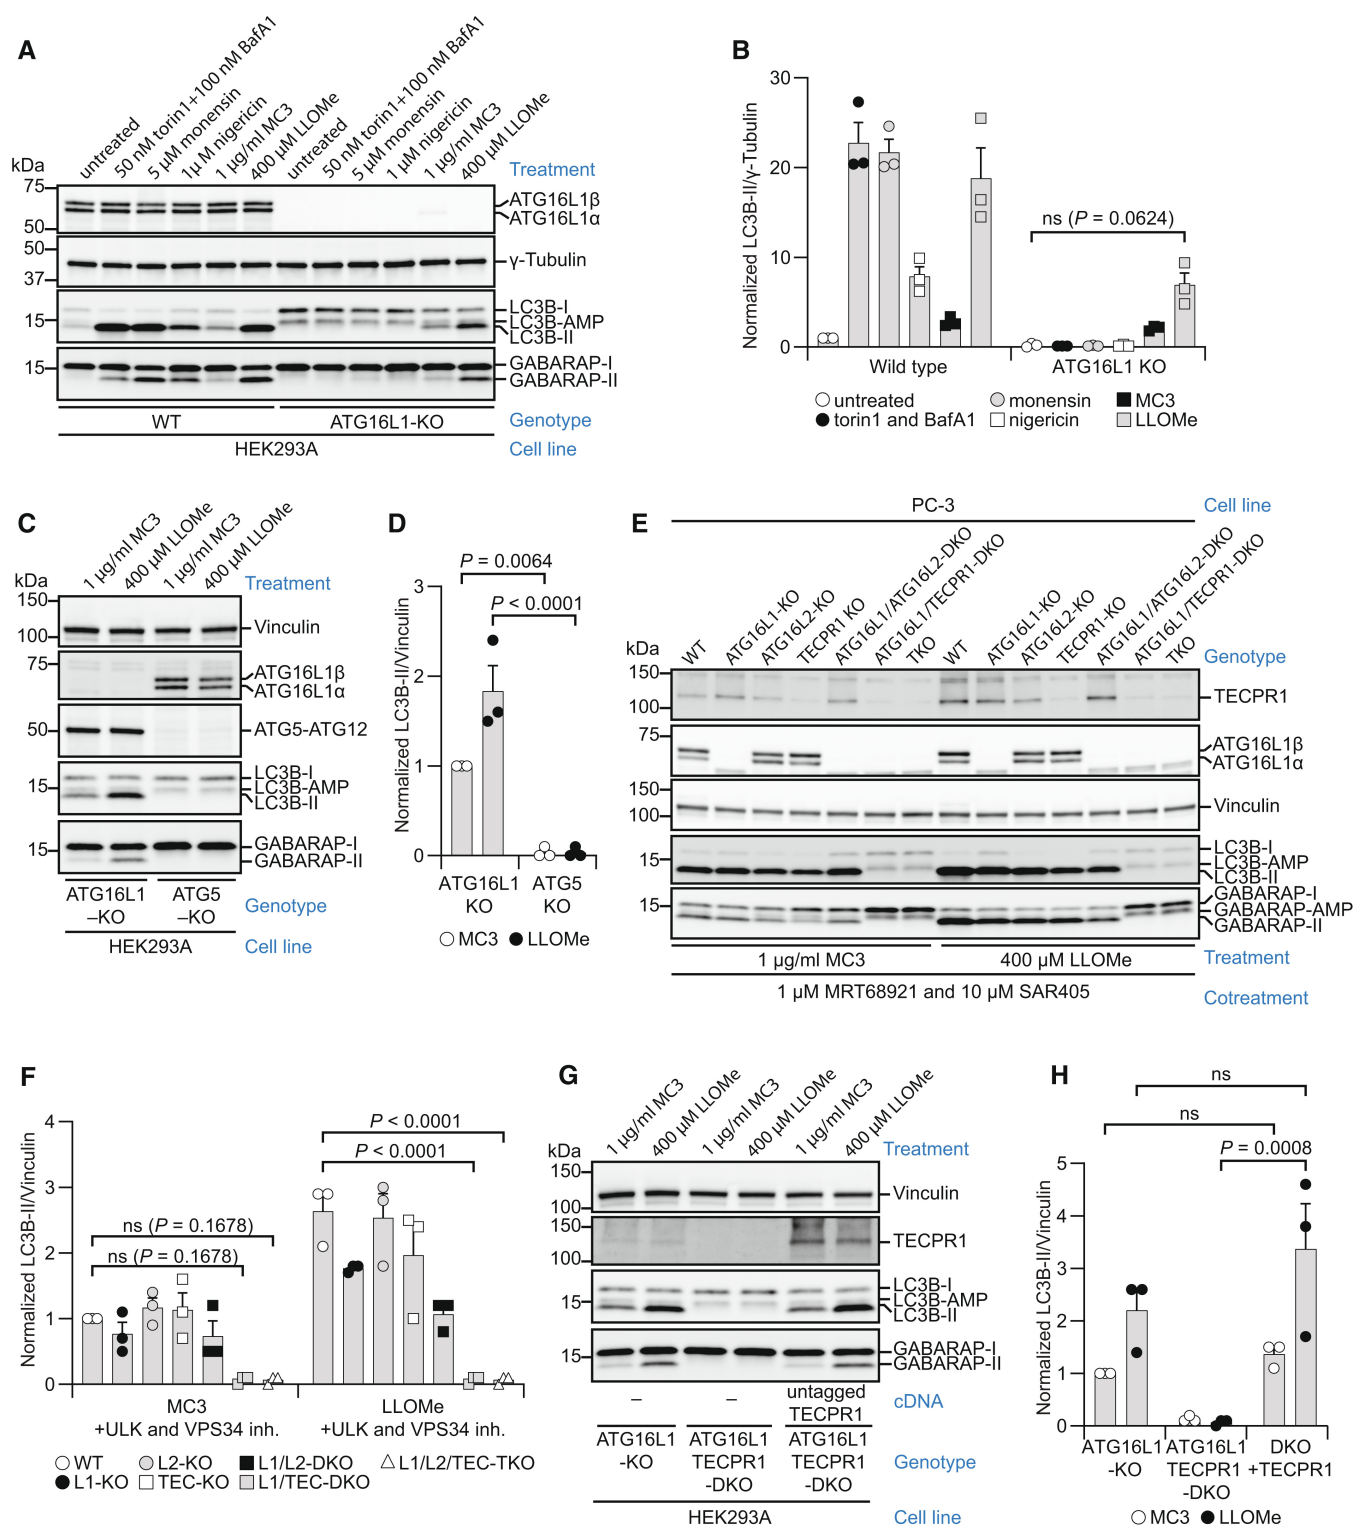 A
untreated
50 nM torin1+100 nM BafA1
5 µM monensin
1µM nigericin
1 µg/ml MC3
400 µM LLOMe
untreated
50 nM torin1+100 nM BafA1
5 µM monensin
1 µM nigericin
1 µg/ml MC3
400 µM LLOMe
kDa
Treatment
75
50
ATG16L1β
ATG16L1α
50
37
γ-Tubulin
15
LC3B-I
LC3B-AMP
LC3B-II
15
GABARAP-I
GABARAP-II
WT
ATG16L1-KO
Genotype
HEK293A
Cell line
B
Normalized LC3B-II/γ-Tubulin
30
20
10
0
ns (P = 0.0624)
Wild type
ATG16L1 KO
untreated
monensin
MC3
torin1 and BafA1
nigericin
LLOMe
C
1 µg/ml MC3
400 µM LLOMe
1 µg/ml MC3
400 µM LLOMe
kDa
Treatment
150
100
Vinculin
75
ATG16L1β
ATG16L1α
50
ATG5-ATG12
15
LC3B-I
LC3B-AMP
LC3B-II
15
GABARAP-I
GABARAP-II
ATG16L1
–KO
ATG5
–KO
Genotype
HEK293A
Cell line
D
Normalized LC3B-II/Vinculin
P = 0.0064
P < 0.0001
3
2
1
0
ATG16L1
KO
ATG5
KO
MC3
LLOMe
E
PC-3
Cell line
WT
ATG16L1-KO
ATG16L2-KO
TECPR1 KO
ATG16L1/ATG16L2-DKO
ATG16L1/TECPR1-DKO
TKO
WT
ATG16L1-KO
ATG16L2-KO
TECPR1-KO
ATG16L1/ATG16L2-DKO
ATG16L1/TECPR1-DKO
TKO
kDa
Genotype
150
100
TECPR1
75
ATG16L1β
ATG16L1α
150
100
Vinculin
15
LC3B-I
LC3B-AMP
LC3B-II
15
GABARAP-I
GABARAP-AMP
GABARAP-II
1 µg/ml MC3
400 µM LLOMe
Treatment
1 µM MRT68921 and 10 µM SAR405
Cotreatment
F
Normalized LC3B-II/Vinculin
4
3
2
1
0
ns (P = 0.1678)
ns (P = 0.1678)
P < 0.0001
P < 0.0001
MC3
+ULK and VPS34 inh.
LLOMe
+ULK and VPS34 inh.
WT
L2-KO
L1/L2-DKO
L1/L2/TEC-TKO
L1-KO
TEC-KO
L1/TEC-DKO
G
1 µg/ml MC3
400 µM LLOMe
1 µg/ml MC3
400 µM LLOMe
1 µg/ml MC3
400 µM LLOMe
kDa
Treatment
150
100
Vinculin
150
100
TECPR1
15
LC3B-I
LC3B-AMP
LC3B-II
15
GABARAP-I
GABARAP-II
–
–
untagged
TECPR1
cDNA
ATG16L1
-KO
ATG16L1
TECPR1
-DKO
ATG16L1
TECPR1
-DKO
Genotype
HEK293A
Cell line
H
Normalized LC3B-II/Vinculin
ns
ns
P = 0.0008
5
4
3
2
1
0
ATG16L1
-KO
ATG16L1
TECPR1
-DKO
DKO
+TECPR1
MC3
LLOMe